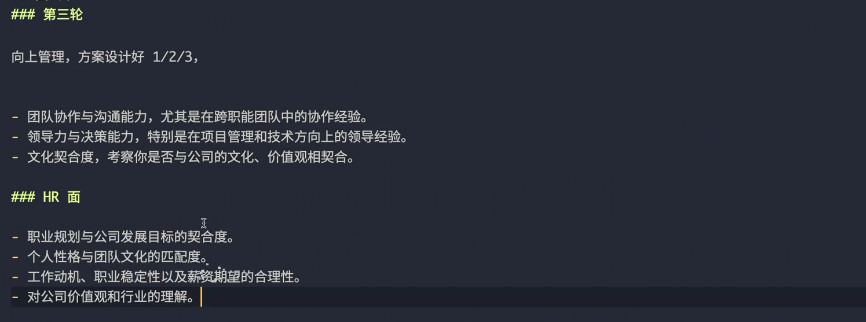 ### 第三轮
向上管理，方案设计好 1/2/3，
- 团队协作与沟通能力，尤其是在跨职能团队中的协作经验。
- 领导力与决策能力，特别是在项目管理和技术方向上的领导经验。
- 文化契合度，考察你是否与公司的文化、价值观相契合。
### HR 面
- 职业规划与公司发展目标的契合度。
- 个人性格与团队文化的匹配度。
- 工作动机、职业稳定性以及薪资期望的合理性。
- 对公司价值观和行业的理解。